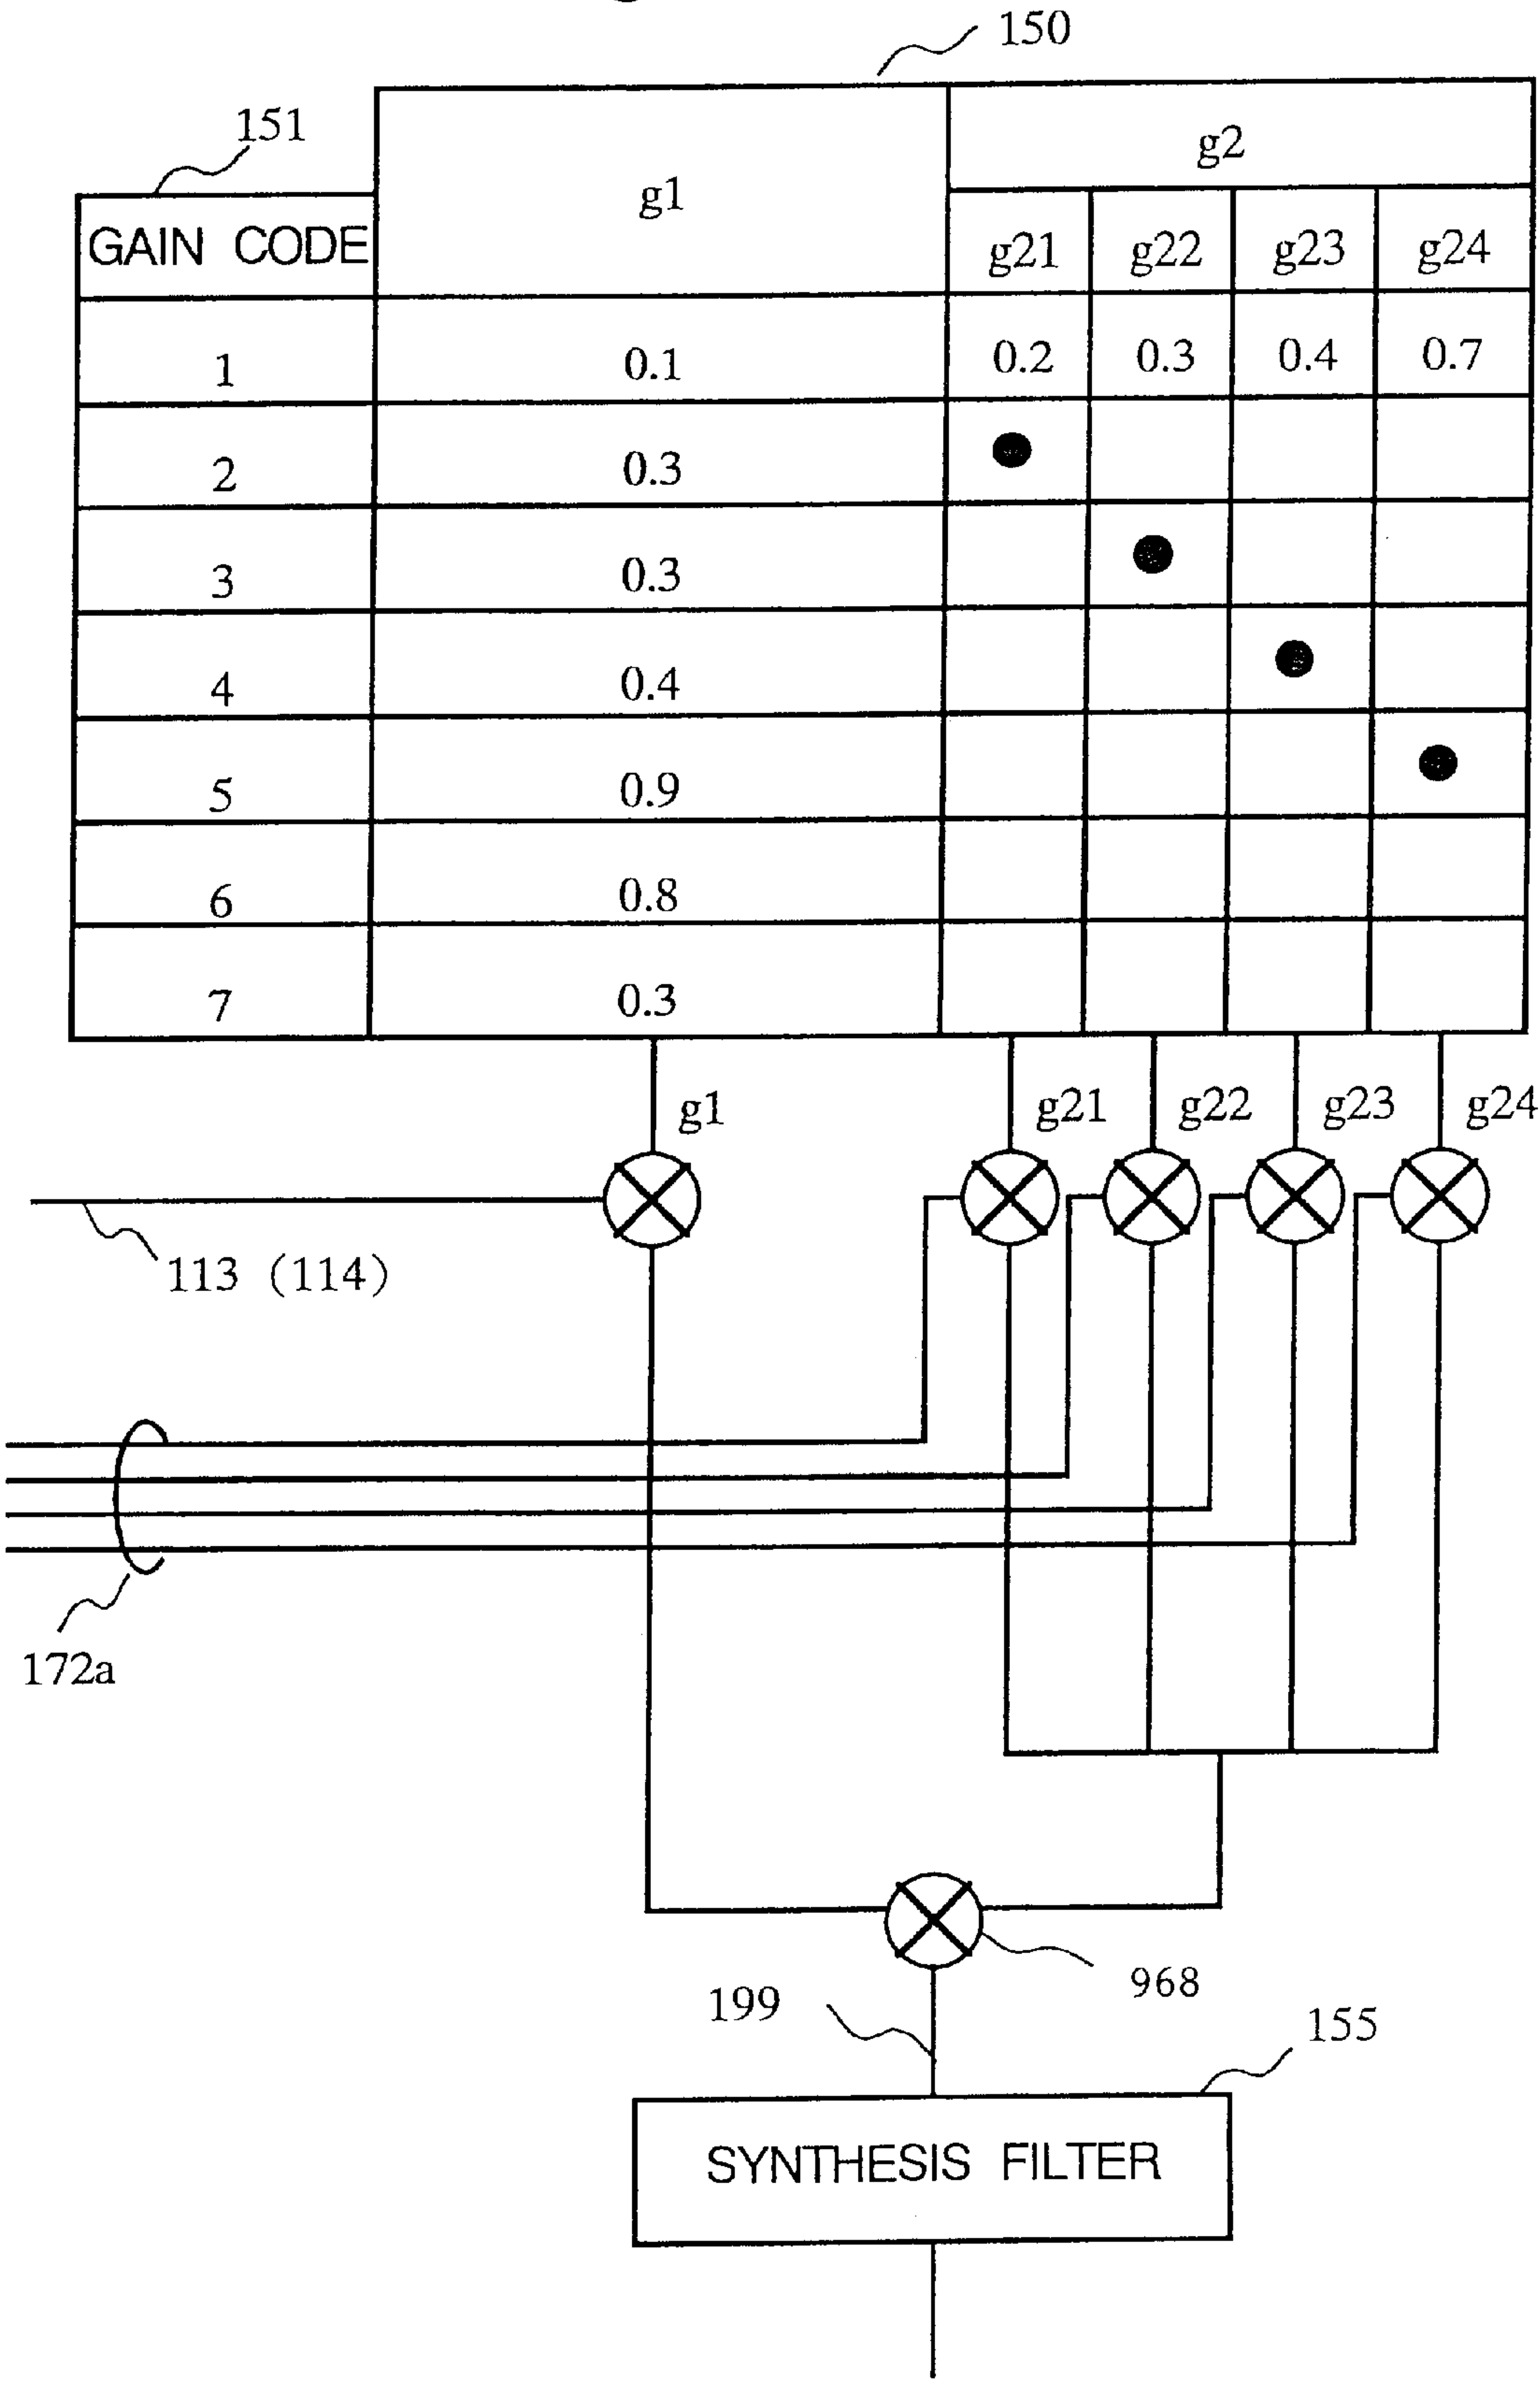 150
151
g1
g2
GAIN CODE
g21 g22 g23 g24
1 0.1 0.2 0.3 0.4 0.7
2 0.3
3 0.3
4 0.4
5 0.9
6 0.8
7 0.3
g1 g21 g22 g23 g24
113 (114)
172a
968
199
155
SYNTHESIS FILTER